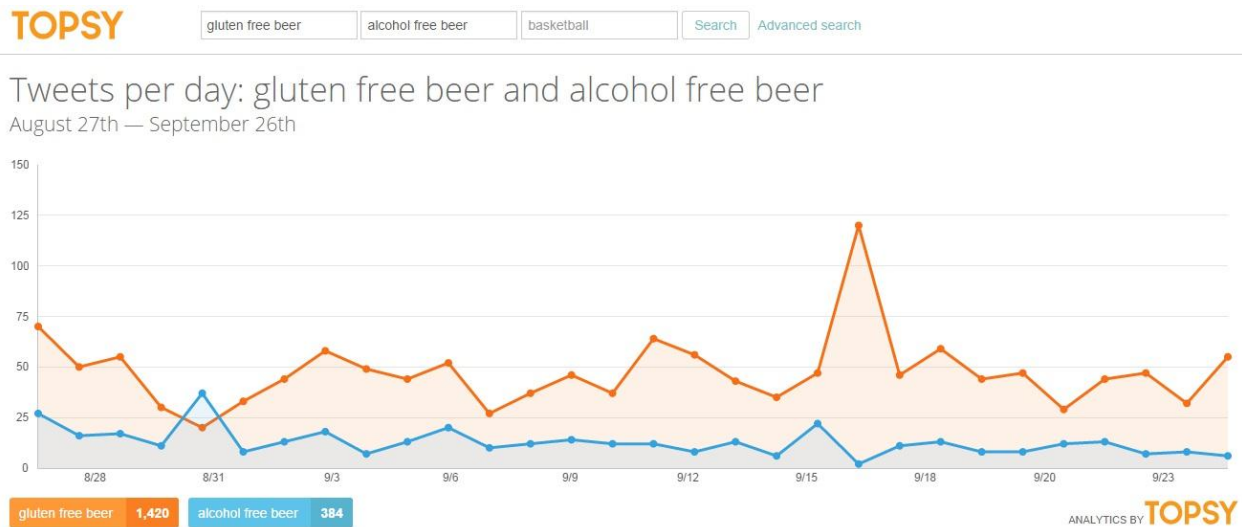 TOPSY gluten free beer alcohol free beer basketball Search Advanced search
Tweets per day: gluten free beer and alcohol free beer
August 27th — September 26th
150
125
100
75
50
25
0
8/28 8/31 9/3 9/6 9/9 9/12 9/15 9/18 9/20 9/23
gluten free beer 1,420 alcohol free beer 384
ANALYTICS BY TOPSY